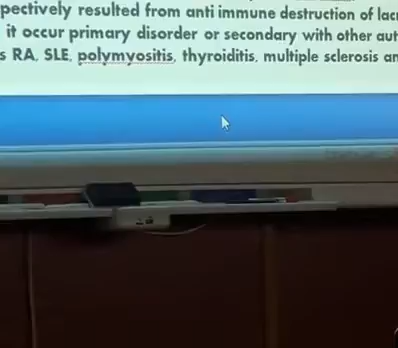 pectively resulted from anti immune destruction of lac
it occur primary disorder or secondary with other aut
s RA, SLE, polymyositis, thyroiditis, multiple sclerosis an